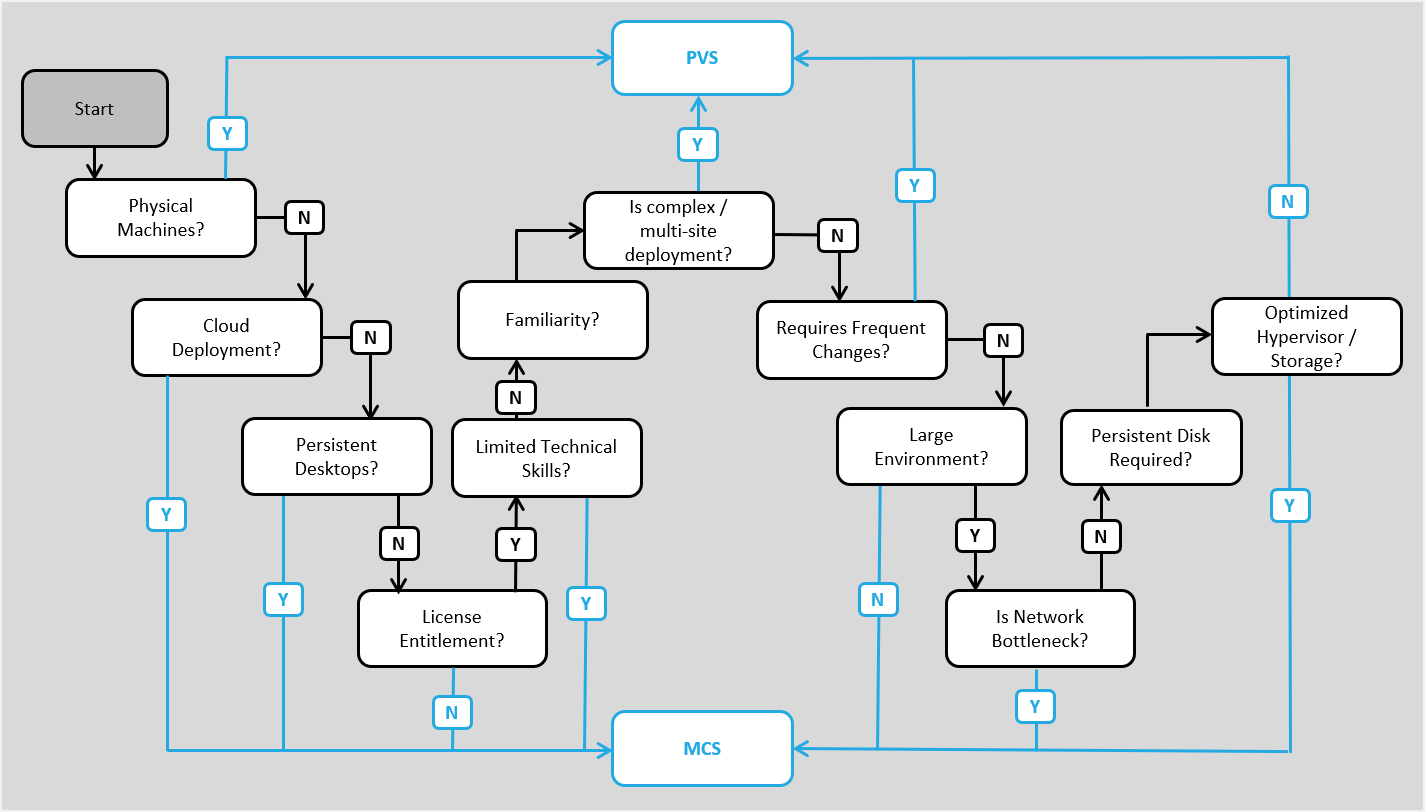 PVS
Start
Y
Physical
Machines?
N
Y
Is complex /
multi-site
deployment?
N
Y
N
Cloud
Deployment?
N
Familiarity?
Requires Frequent
Changes?
N
Optimized
Hypervisor /
Storage?
Persistent
Desktops?
N
Limited Technical
Skills?
Large
Environment?
Persistent Disk
Required?
Y
N
Y
Y
N
Y
Y
Y
N
License
Entitlement?
Is Network
Bottleneck?
N
Y
MCS